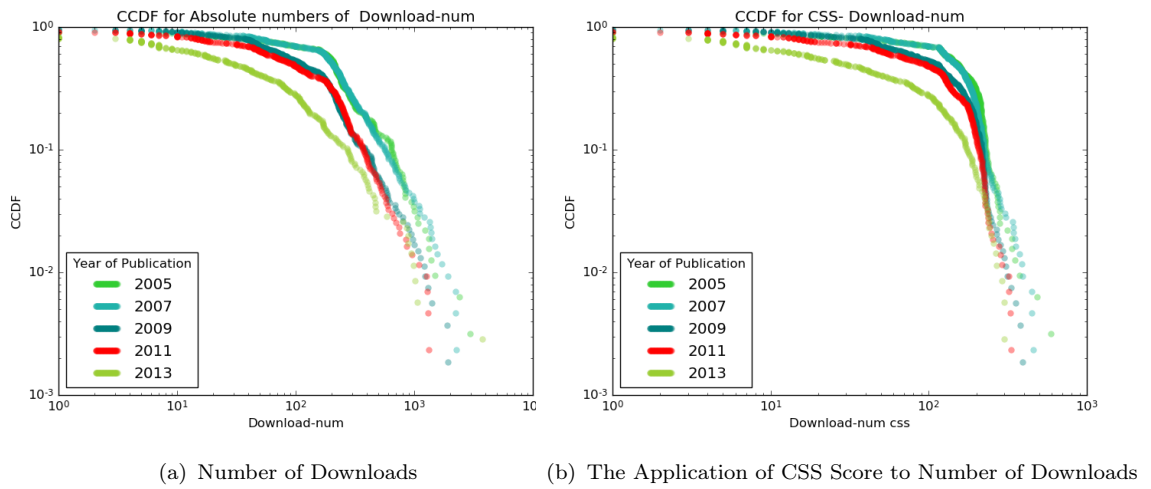 CCDF for Absolute numbers of Download-num
CCDF
10^0
10^-1
10^-2
10^-3
Year of Publication
2005
2007
2009
2011
2013
10^0
10^1
10^2
10^3
10
Download-num
(a) Number of Downloads
CCDF for CSS- Download-num
CCDF
10^0
10^-1
10^-2
10^-3
Year of Publication
2005
2007
2009
2011
2013
10^0
10^1
10^2
10^3
Download-num css
(b) The Application of CSS Score to Number of Downloads